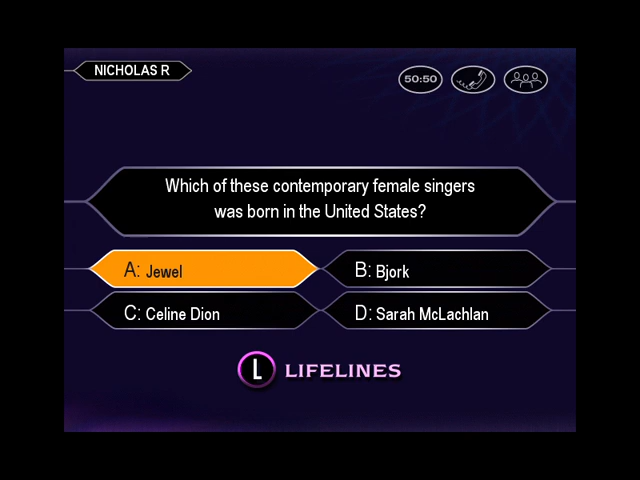 NICHOLAS R
50:50
Which of these contemporary female singers
was born in the United States?
A: Jewel
B: Bjork
C: Celine Dion
D: Sarah McLachlan
L LIFELINES